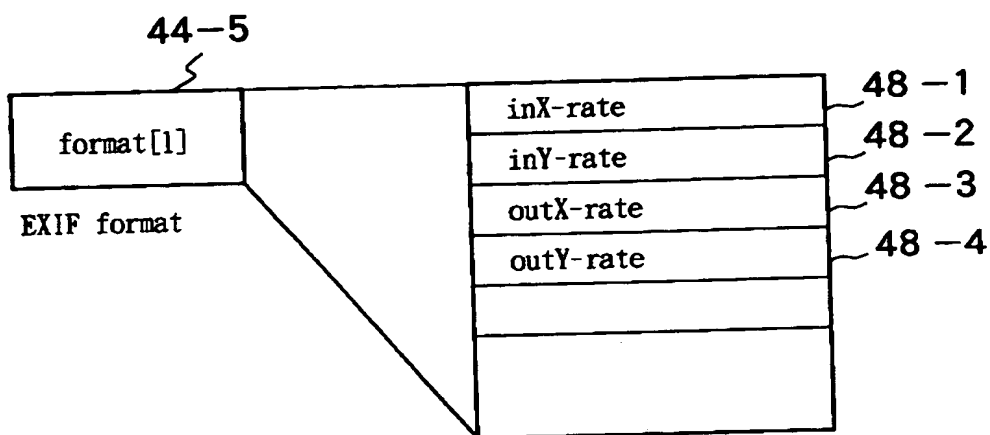 44-5
format[1]
EXIF format
inX-rate
48-1
inY-rate
48-2
outX-rate
48-3
outY-rate
48-4